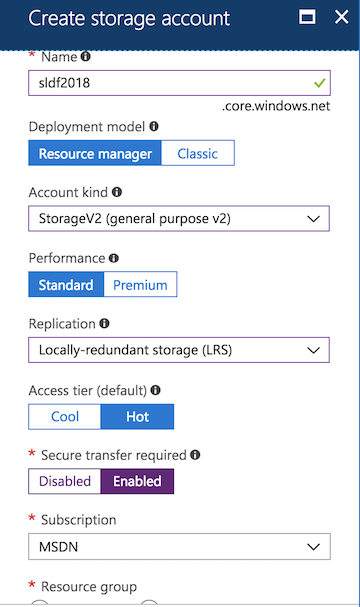 Create storage account
* Name
sldf2018
.core.windows.net
Deployment model
Resource manager Classic
Account kind
StorageV2 (general purpose v2)
Performance
Standard Premium
Replication
Locally-redundant storage (LRS)
Access tier (default)
Cool Hot
* Secure transfer required
Disabled Enabled
* Subscription
MSDN
* Resource group